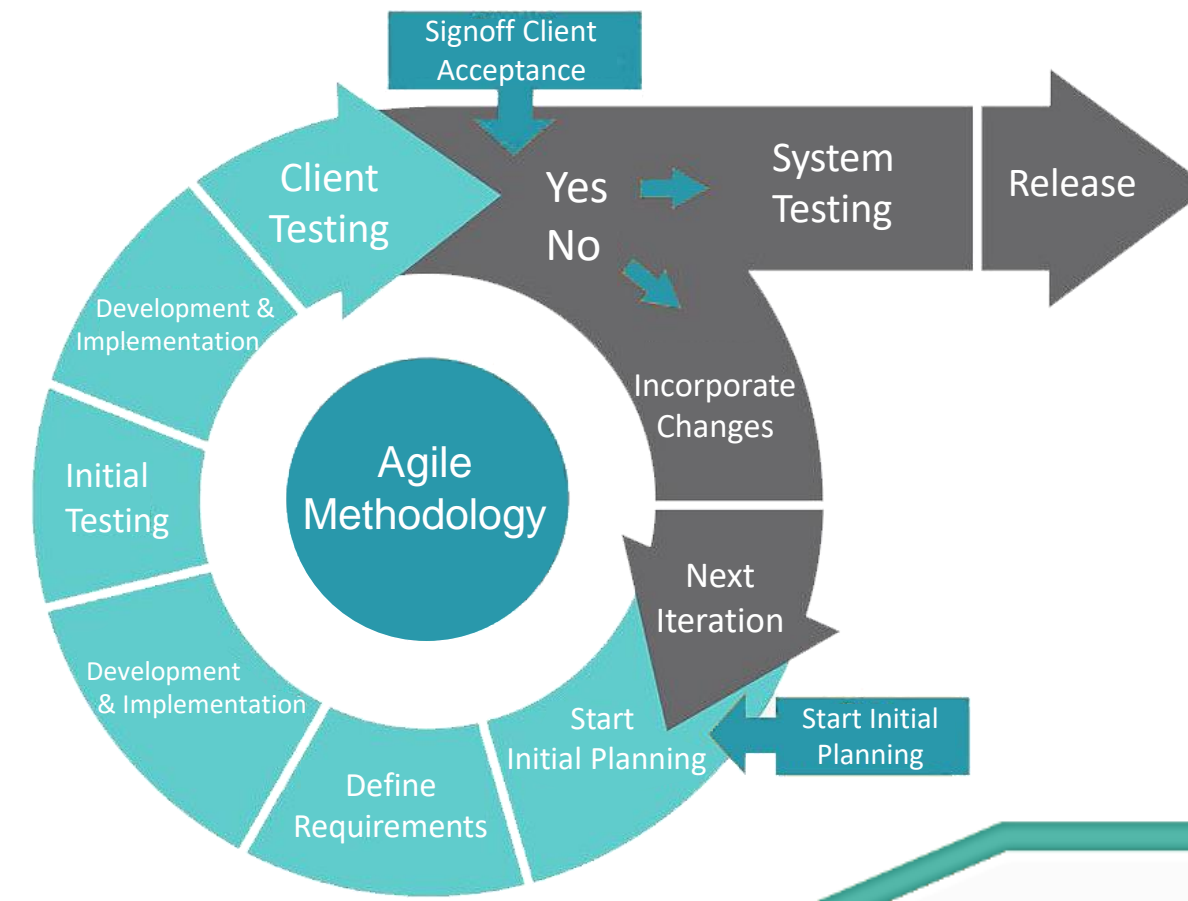 Signoff Client
Acceptance
Client
Testing
Yes
No
System
Testing
Release
Development &
Implementation
Incorporate
Changes
Agile
Methodology
Initial
Testing
Next
Iteration
Development
& Implementation
Start
Initial Planning
Start Initial
Planning
Define
Requirements